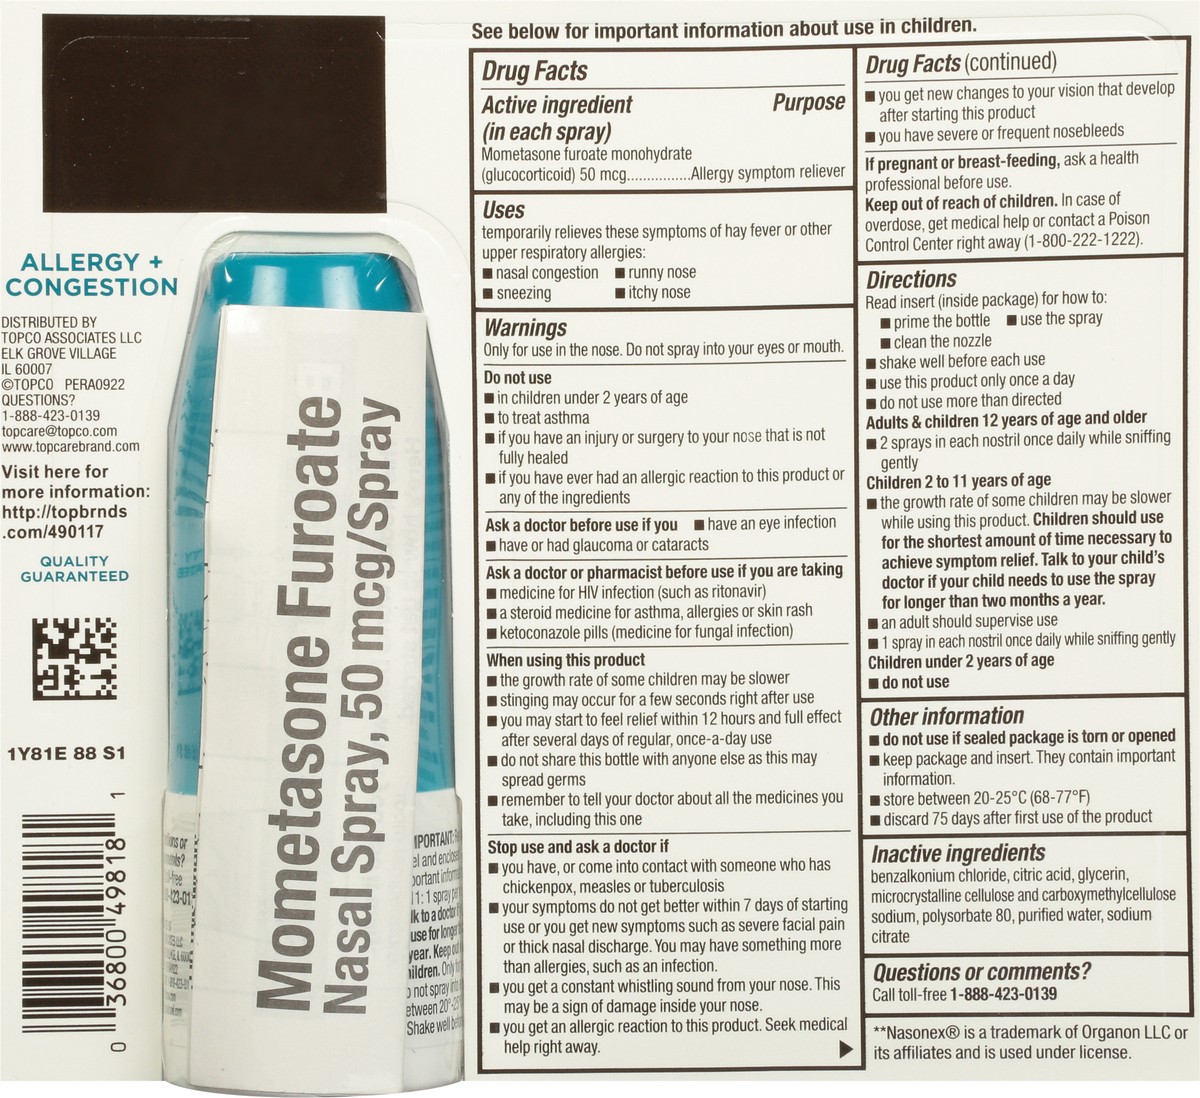 ALLERGY +
CONGESTION
DISTRIBUTED BY
TOPCO ASSOCIATES LLC
ELK GROVE VILLAGE
IL 60007
©TOPCO PERA0922
QUESTIONS?
1-888-423-0139
topcare@topco.com
www.topcarebrand.com
Visit here for
more information:
http://topbrnds
.com/490117
QUALITY
GUARANTEED
1Y81E 88 S1
0 36800 49818 1
Mometasone Furoate
Nasal Spray, 50 mcg/Spray
See below for important information about use in children.
Drug Facts
Active ingredient Purpose
(in each spray)
Mometasone furoate monohydrate
(glucocorticoid) 50 mcg...............Allergy symptom reliever
Uses
temporarily relieves these symptoms of hay fever or other
upper respiratory allergies:
■ nasal congestion ■ runny nose
■ sneezing ■ itchy nose
Warnings
Only for use in the nose. Do not spray into your eyes or mouth.
Do not use
■ in children under 2 years of age
■ to treat asthma
■ if you have an injury or surgery to your nose that is not
fully healed
■ if you have ever had an allergic reaction to this product or
any of the ingredients
Ask a doctor before use if you ■ have an eye infection
■ have or had glaucoma or cataracts
Ask a doctor or pharmacist before use if you are taking
■ medicine for HIV infection (such as ritonavir)
■ a steroid medicine for asthma, allergies or skin rash
■ ketoconazole pills (medicine for fungal infection)
When using this product
■ the growth rate of some children may be slower
■ stinging may occur for a few seconds right after use
■ you may start to feel relief within 12 hours and full effect
after several days of regular, once-a-day use
■ do not share this bottle with anyone else as this may
spread germs
■ remember to tell your doctor about all the medicines you
take, including this one
Stop use and ask a doctor if
■ you have, or come into contact with someone who has
chickenpox, measles or tuberculosis
■ your symptoms do not get better within 7 days of starting
use or you get new symptoms such as severe facial pain
or thick nasal discharge. You may have something more
than allergies, such as an infection.
■ you get a constant whistling sound from your nose. This
may be a sign of damage inside your nose.
■ you get an allergic reaction to this product. Seek medical
help right away.
Drug Facts (continued)
■ you get new changes to your vision that develop
after starting this product
■ you have severe or frequent nosebleeds
If pregnant or breast-feeding, ask a health
professional before use.
Keep out of reach of children. In case of
overdose, get medical help or contact a Poison
Control Center right away (1-800-222-1222).
Directions
Read insert (inside package) for how to:
■ prime the bottle ■ use the spray
■ clean the nozzle
■ shake well before each use
■ use this product only once a day
■ do not use more than directed
Adults & children 12 years of age and older
■ 2 sprays in each nostril once daily while sniffing
gently
Children 2 to 11 years of age
■ the growth rate of some children may be slower
while using this product. Children should use
for the shortest amount of time necessary to
achieve symptom relief. Talk to your child's
doctor if your child needs to use the spray
for longer than two months a year.
■ an adult should supervise use
■ 1 spray in each nostril once daily while sniffing gently
Children under 2 years of age
■ do not use
Other information
■ do not use if sealed package is torn or opened
■ keep package and insert. They contain important
information.
■ store between 20-25°C (68-77°F)
■ discard 75 days after first use of the product
Inactive ingredients
benzalkonium chloride, citric acid, glycerin,
microcrystalline cellulose and carboxymethylcellulose
sodium, polysorbate 80, purified water, sodium
citrate
Questions or comments?
Call toll-free 1-888-423-0139
**Nasonex® is a trademark of Organon LLC or
its affiliates and is used under license.